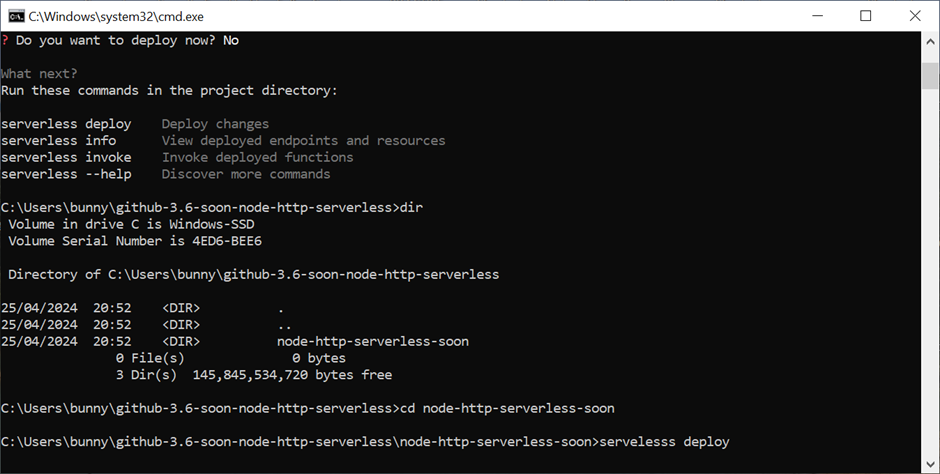 C:\Windows\system32\cmd.exe
? Do you want to deploy now? No
What next?
Run these commands in the project directory:
serverless deploy    Deploy changes
serverless info      View deployed endpoints and resources
serverless invoke    Invoke deployed functions
serverless --help    Discover more commands
C:\Users\bunny\github-3.6-soon-node-http-serverless>dir
 Volume in drive C is Windows-SSD
 Volume Serial Number is 4ED6-BEE6
 Directory of C:\Users\bunny\github-3.6-soon-node-http-serverless
25/04/2024  20:52    <DIR>          .
25/04/2024  20:52    <DIR>          ..
25/04/2024  20:52    <DIR>          node-http-serverless-soon
               0 File(s)              0 bytes
               3 Dir(s)  145,845,534,720 bytes free
C:\Users\bunny\github-3.6-soon-node-http-serverless>cd node-http-serverless-soon
C:\Users\bunny\github-3.6-soon-node-http-serverless\node-http-serverless-soon>servelesss deploy